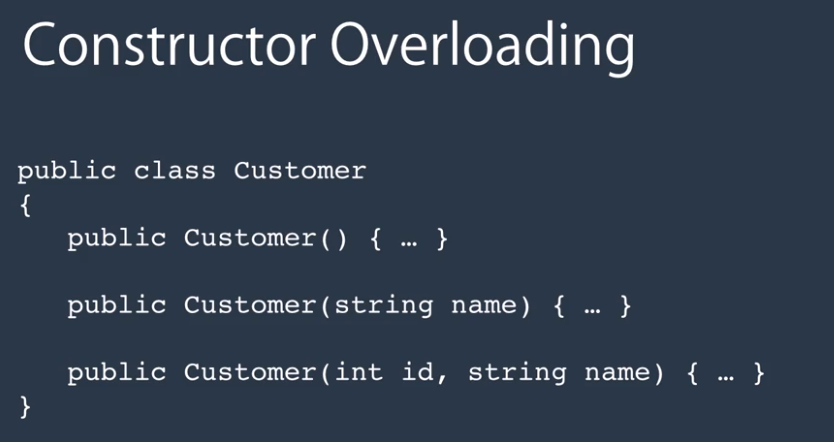 Constructor Overloading
public class Customer
{
public Customer() { … }
public Customer(string name) { … }
public Customer(int id, string name) { … }
}